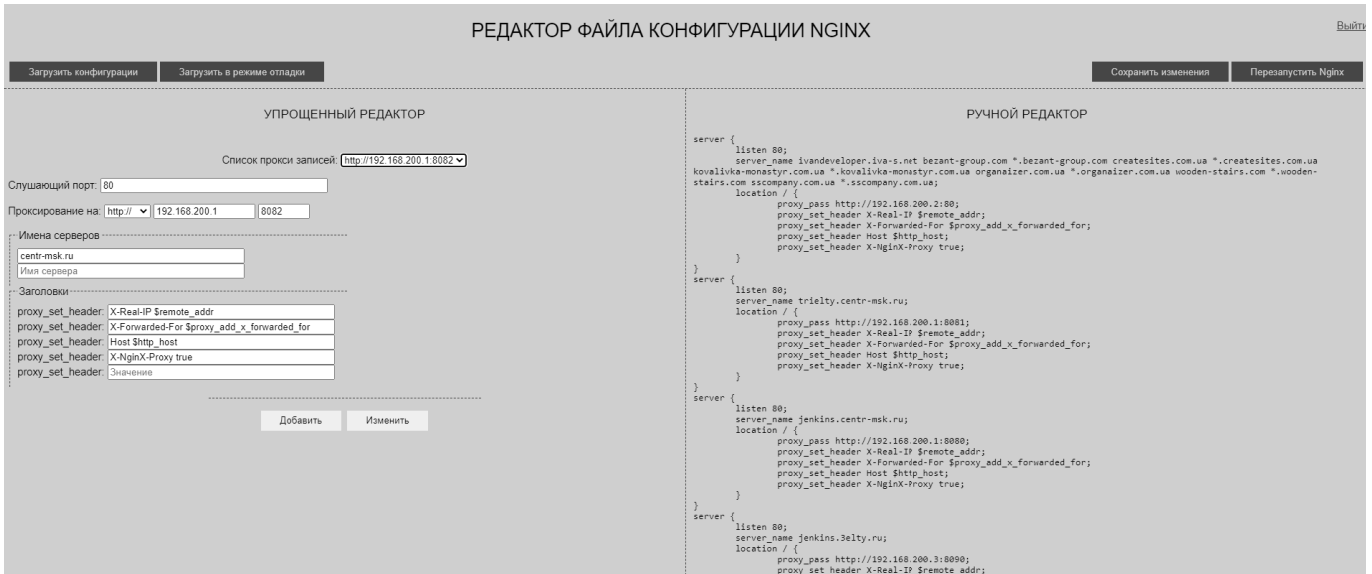 РЕДАКТОР ФАЙЛА КОНФИГУРАЦИИ NGINX
Выйти
Загрузить конфигурации
Загрузить в режиме отладки
Сохранить изменения
Перезапустить Nginx
УПРОЩЕННЫЙ РЕДАКТОР
Список прокси записей: http://192.168.200.1:8082
Слушающий порт: 80
Проксирование на: http:// 192.168.200.1 8082
Имена серверов
centr-msk.ru
Имя сервера
Заголовки
proxy_set_header: X-Real-IP $remote_addr
proxy_set_header: X-Forwarded-For $proxy_add_x_forwarded_for
proxy_set_header: Host $http_host
proxy_set_header: X-NginX-Proxy true
proxy_set_header: Значение
Добавить
Изменить
РУЧНОЙ РЕДАКТОР
server {
listen 80;
server_name ivandeveloper.iva-s.net bezant-group.com *.bezant-group.com createsites.com.ua *.createsites.com.ua
kovalivka-monastyr.com.ua *.kovalivka-monastyr.com.ua organaizer.com.ua *.organaizer.com.ua wooden-stairs.com *.wooden-
stairs.com sscompany.com.ua *.sscompany.com.ua;
location / {
proxy_pass http://192.168.200.2:80;
proxy_set_header X-Real-IP $remote_addr;
proxy_set_header X-Forwarded-For $proxy_add_x_forwarded_for;
proxy_set_header Host $http_host;
proxy_set_header X-NginX-Proxy true;
}
}
server {
listen 80;
server_name trielty.centr-msk.ru;
location / {
proxy_pass http://192.168.200.1:8081;
proxy_set_header X-Real-IP $remote_addr;
proxy_set_header X-Forwarded-For $proxy_add_x_forwarded_for;
proxy_set_header Host $http_host;
proxy_set_header X-NginX-Proxy true;
}
}
server {
listen 80;
server_name jenkins.centr-msk.ru;
location / {
proxy_pass http://192.168.200.1:8080;
proxy_set_header X-Real-IP $remote_addr;
proxy_set_header X-Forwarded-For $proxy_add_x_forwarded_for;
proxy_set_header Host $http_host;
proxy_set_header X-NginX-Proxy true;
}
}
server {
listen 80;
server_name jenkins.3elty.ru;
location / {
proxy_pass http://192.168.200.3:8090;
proxy_set_header X-Real-IP $remote_addr;